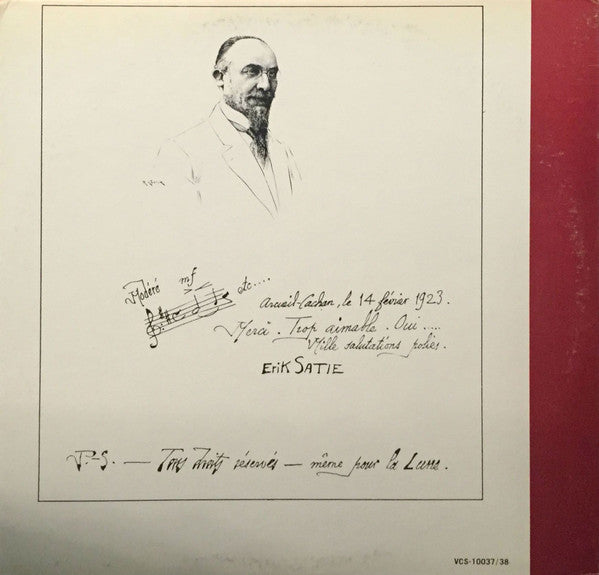 Modéré
mf
etc....
Arcueil-Cachan, le 14 février 1923.
Merci. Trop aimable. Oui.....
Mille salutations polies.
Erik SATIE
P.-S. — Tous droits réservés — même pour la Lune.
VCS-10037/38